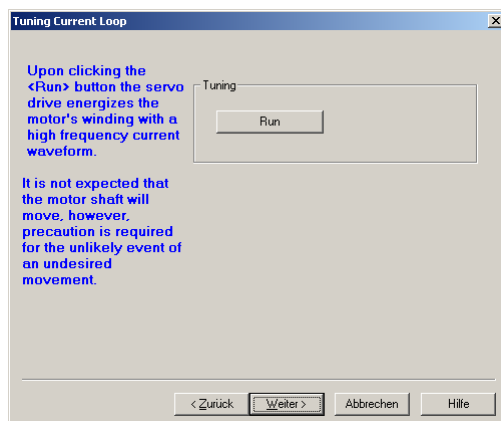 Tuning Current Loop
Upon clicking the
<Run> button the servo
drive energizes the
motor's winding with a
high frequency current
waveform.
It is not expected that
the motor shaft will
move, however,
precaution is required
for the unlikely event of
an undesired
movement.
Tuning
Run
< Zurück
Weiter >
Abbrechen
Hilfe